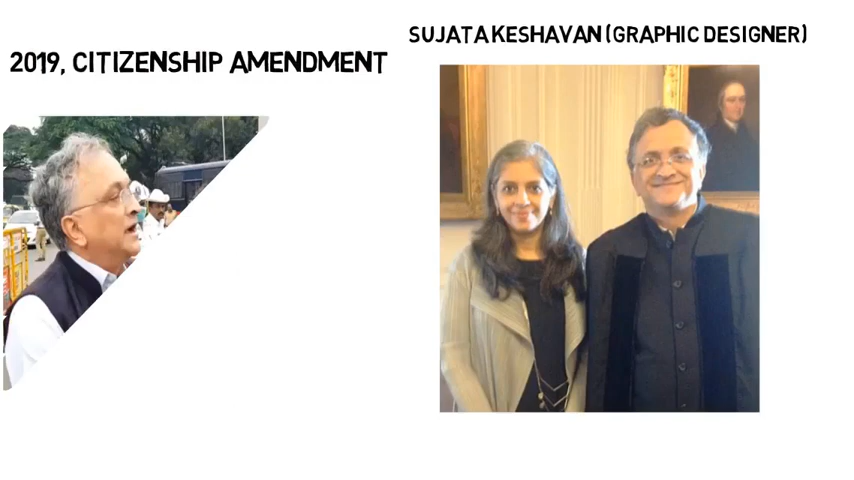 2019, CITIZENSHIP AMENDMENT
SUJATA KESHAVAN (GRAPHIC DESIGNER)